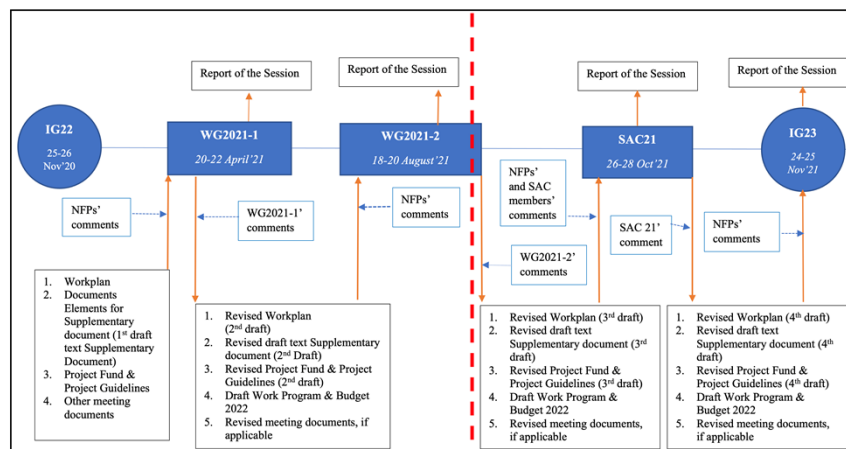 Report of the Session
Report of the Session
Report of the Session
Report of the Session
IG22
25-26
Nov'20
WG2021-1
20-22 April'21
WG2021-2
18-20 August'21
SAC21
26-28 Oct'21
IG23
24-25
Nov'21
NFPs'
comments
WG2021-1'
comments
NFPs'
comments
NFPs'
and SAC
members'
comments
WG2021-2'
comments
SAC 21'
comment
NFPs'
comments
1. Workplan
2. Documents
Elements for
Supplementary
document (1st draft
text Supplementary
Document)
3. Project Fund &
Project Guidelines
4. Other meeting
documents
1. Revised Workplan
(2nd draft)
2. Revised draft text Supplementary
document (2nd Draft)
3. Revised Project Fund & Project
Guidelines (2nd draft)
4. Draft Work Program & Budget
2022
5. Revised meeting documents, if
applicable
1. Revised Workplan (3rd draft)
2. Revised draft text
Supplementary document (3rd
draft)
3. Revised Project Fund &
Project Guidelines (3rd draft)
4. Draft Work Program &
Budget 2022
5. Revised meeting documents,
if applicable
1. Revised Workplan (4th draft)
2. Revised draft text
Supplementary document (4th
draft)
3. Revised Project Fund &
Project Guidelines (4th draft)
4. Draft Work Program &
Budget 2022
5. Revised meeting documents,
if applicable